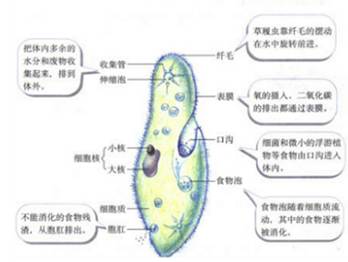 草履虫靠纤毛的摆动
在水中旋转前进。
把体内多余的
水分和废物收
集起来，排到
体外。
纤毛
收集管
伸缩泡
表膜
氧的摄入、二氧化碳
的排出都通过表膜。
口沟
细菌和微小的浮游植
物等食物由口沟进入
体内。
小核
细胞核
大核
食物泡
细胞质
食物泡随着细胞质流
动，其中的食物逐渐
被消化。
不能消化的食物残
渣，从胞肛排出。
胞肛